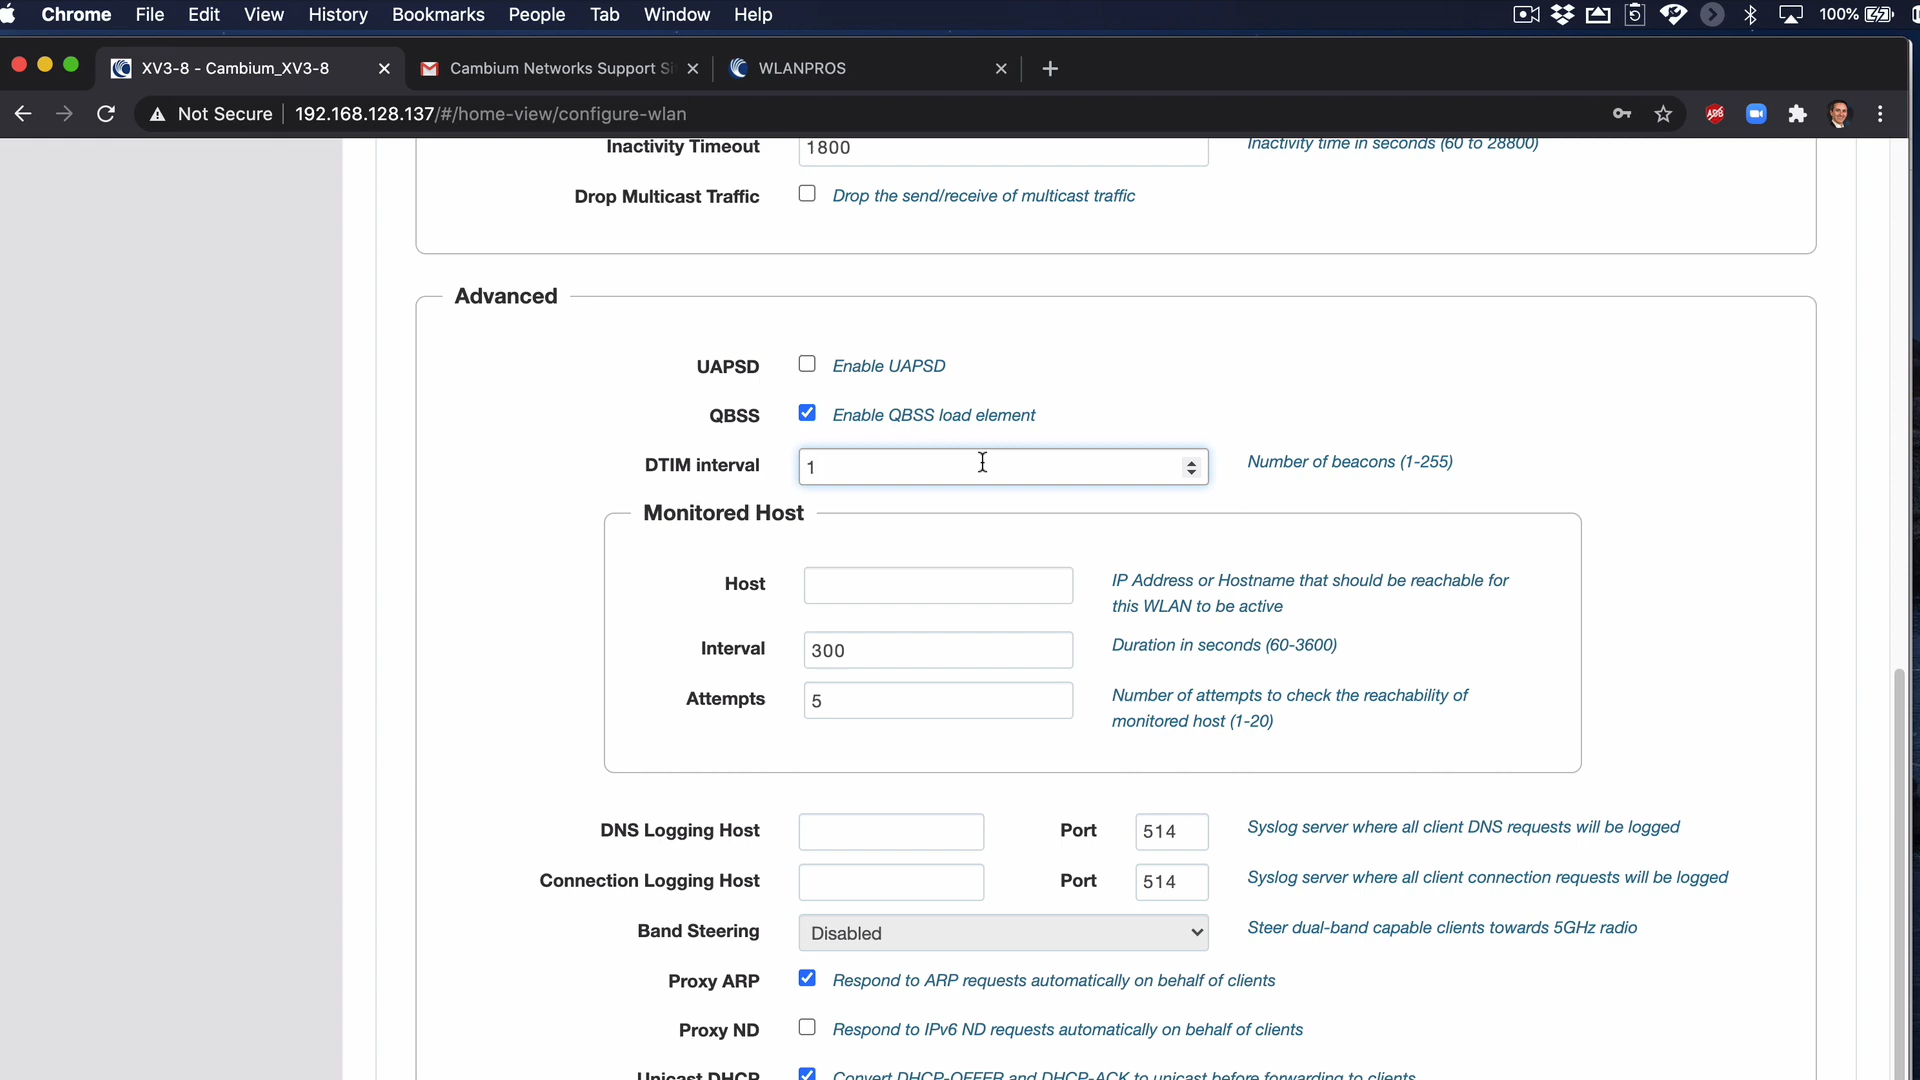 Chrome File Edit View History Bookmarks People Tab Window Help 100%
XV3-8 - Cambium_XV3-8 Cambium Networks Support Si WLANPROS
Not Secure 192.168.128.137/#/home-view/configure-wlan ABP
Inactivity Timeout 1800 Inactivity time in seconds (60 to 28800)
Drop Multicast Traffic Drop the send/receive of multicast traffic
Advanced
UAPSD Enable UAPSD
QBSS Enable QBSS load element
DTIM interval 1 Number of beacons (1-255)
Monitored Host
Host IP Address or Hostname that should be reachable for
this WLAN to be active
Interval 300 Duration in seconds (60-3600)
Attempts 5 Number of attempts to check the reachability of
monitored host (1-20)
DNS Logging Host Port 514 Syslog server where all client DNS requests will be logged
Connection Logging Host Port 514 Syslog server where all client connection requests will be logged
Band Steering Disabled Steer dual-band capable clients towards 5GHz radio
Proxy ARP Respond to ARP requests automatically on behalf of clients
Proxy ND Respond to IPv6 ND requests automatically on behalf of clients
Unicast DHCP Convert DHCP-OFFER and DHCP-ACK to unicast before forwarding to clients